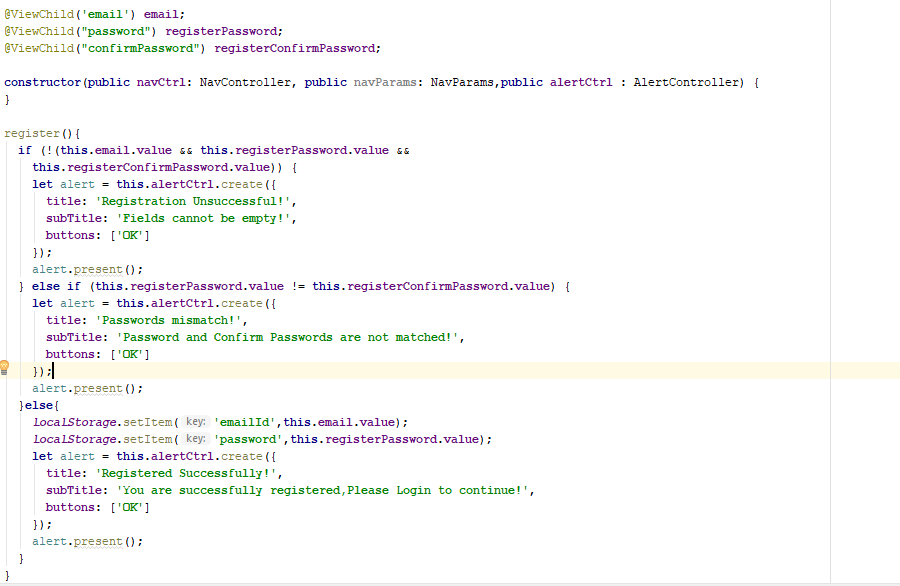 @ViewChild('email') email;
@ViewChild("password") registerPassword;
@ViewChild("confirmPassword") registerConfirmPassword;

constructor(public navCtrl: NavController, public navParams: NavParams,public alertCtrl : AlertController) {
}

register(){
  if (!(this.email.value && this.registerPassword.value &&
    this.registerConfirmPassword.value)) {
    let alert = this.alertCtrl.create({
      title: 'Registration Unsuccessful!',
      subTitle: 'Fields cannot be empty!',
      buttons: ['OK']
    });
    alert.present();
  } else if (this.registerPassword.value != this.registerConfirmPassword.value) {
    let alert = this.alertCtrl.create({
      title: 'Passwords mismatch!',
      subTitle: 'Password and Confirm Passwords are not matched!',
      buttons: ['OK']
    });
    alert.present();
  }else{
    localStorage.setItem( key: 'emailId',this.email.value);
    localStorage.setItem( key: 'password',this.registerPassword.value);
    let alert = this.alertCtrl.create({
      title: 'Registered Successfully!',
      subTitle: 'You are successfully registered,Please Login to continue!',
      buttons: ['OK']
    });
    alert.present();
  }
}